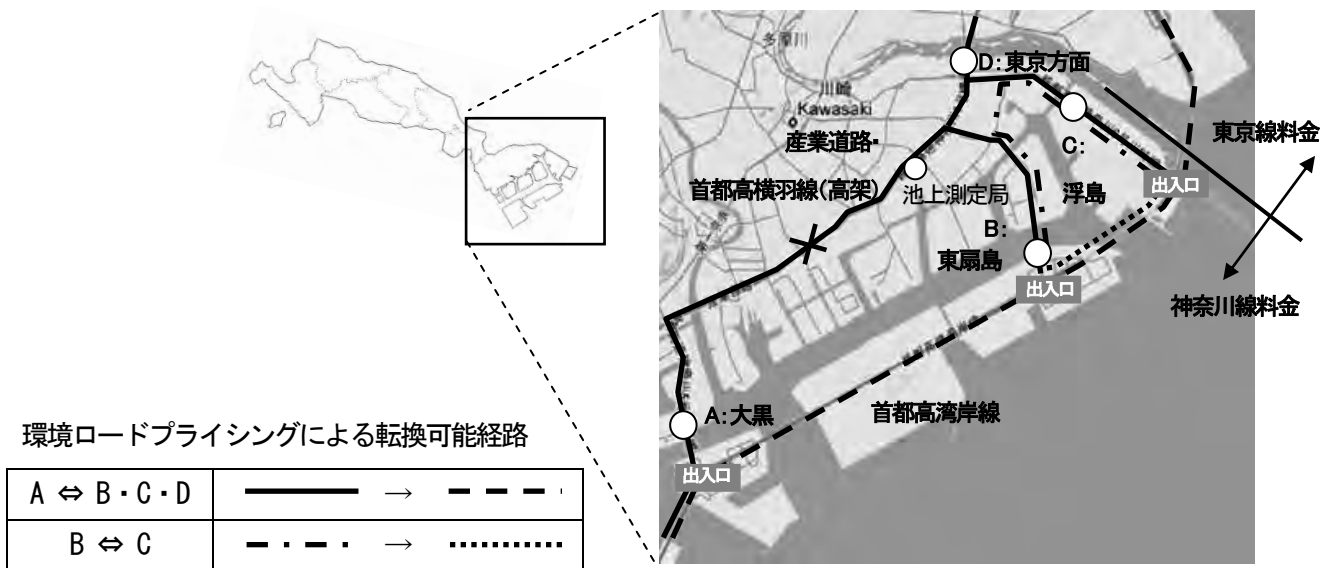 多摩川
D：東京方面
川崎
Kawasaki
産業道路・
C：
東京線料金
首都高横羽線（高架）
池上測定局
浮島
出入口
B：
東扇島
出入口
神奈川線料金
A：大黒
首都高湾岸線
出入口
環境ロードプライシングによる転換可能経路
A ⇔ B・C・D
→
B ⇔ C
→